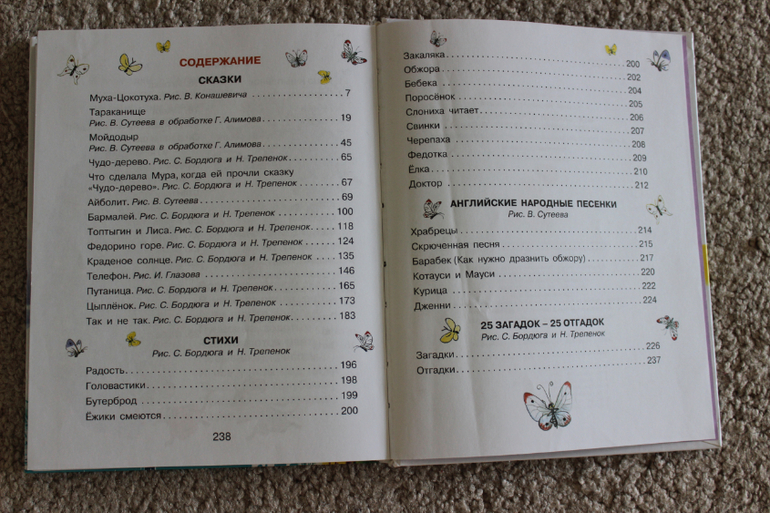 СОДЕРЖАНИЕ
СКАЗКИ
Муха-Цокотуха. Рис. В. Конашевича 7
Тараканище
Рис. В. Сутеева в обработке Г. Алимова 19
Мойдодыр
Рис. В. Сутеева в обработке Г. Алимова 45
Чудо-дерево. Рис. С. Бордюга и Н. Трепенок 65
Что сделала Мура, когда ей прочли сказку
«Чудо-дерево». Рис. С. Бордюга и Н. Трепенок 67
Айболит. Рис. В. Сутеева 69
Бармалей. Рис. С. Бордюга и Н. Трепенок 100
Топтыгин и Лиса. Рис. С. Бордюга и Н. Трепенок 118
Федорино горе. Рис. С. Бордюга и Н. Трепенок 124
Краденое солнце. Рис. С. Бордюга и Н. Трепенок 135
Телефон. Рис. И. Глазова 146
Путаница. Рис. С. Бордюга и Н. Трепенок 165
Цыплёнок. Рис. С. Бордюга и Н. Трепенок 173
Так и не так. Рис. С. Бордюга и Н. Трепенок 183
СТИХИ
Рис. С. Бордюга и Н. Трепенок
Радость 196
Головастики 198
Бутерброд 199
Ёжики смеются 200
238
Закаляка 200
Обжора 202
Бебека 204
Поросёнок 205
Слониха читает 206
Свинки 207
Черепаха 208
Федотка 209
Ёлка 210
Доктор 212
АНГЛИЙСКИЕ НАРОДНЫЕ ПЕСЕНКИ
Рис. В. Сутеева
Храбрецы 214
Скрюченная песня 215
Барабек (Как нужно дразнить обжору) 217
Котауси и Мауси 220
Курица 222
Дженни 224
25 ЗАГАДОК – 25 ОТГАДОК
Рис. С. Бордюга и Н. Трепенок
Загадки 226
Отгадки 237